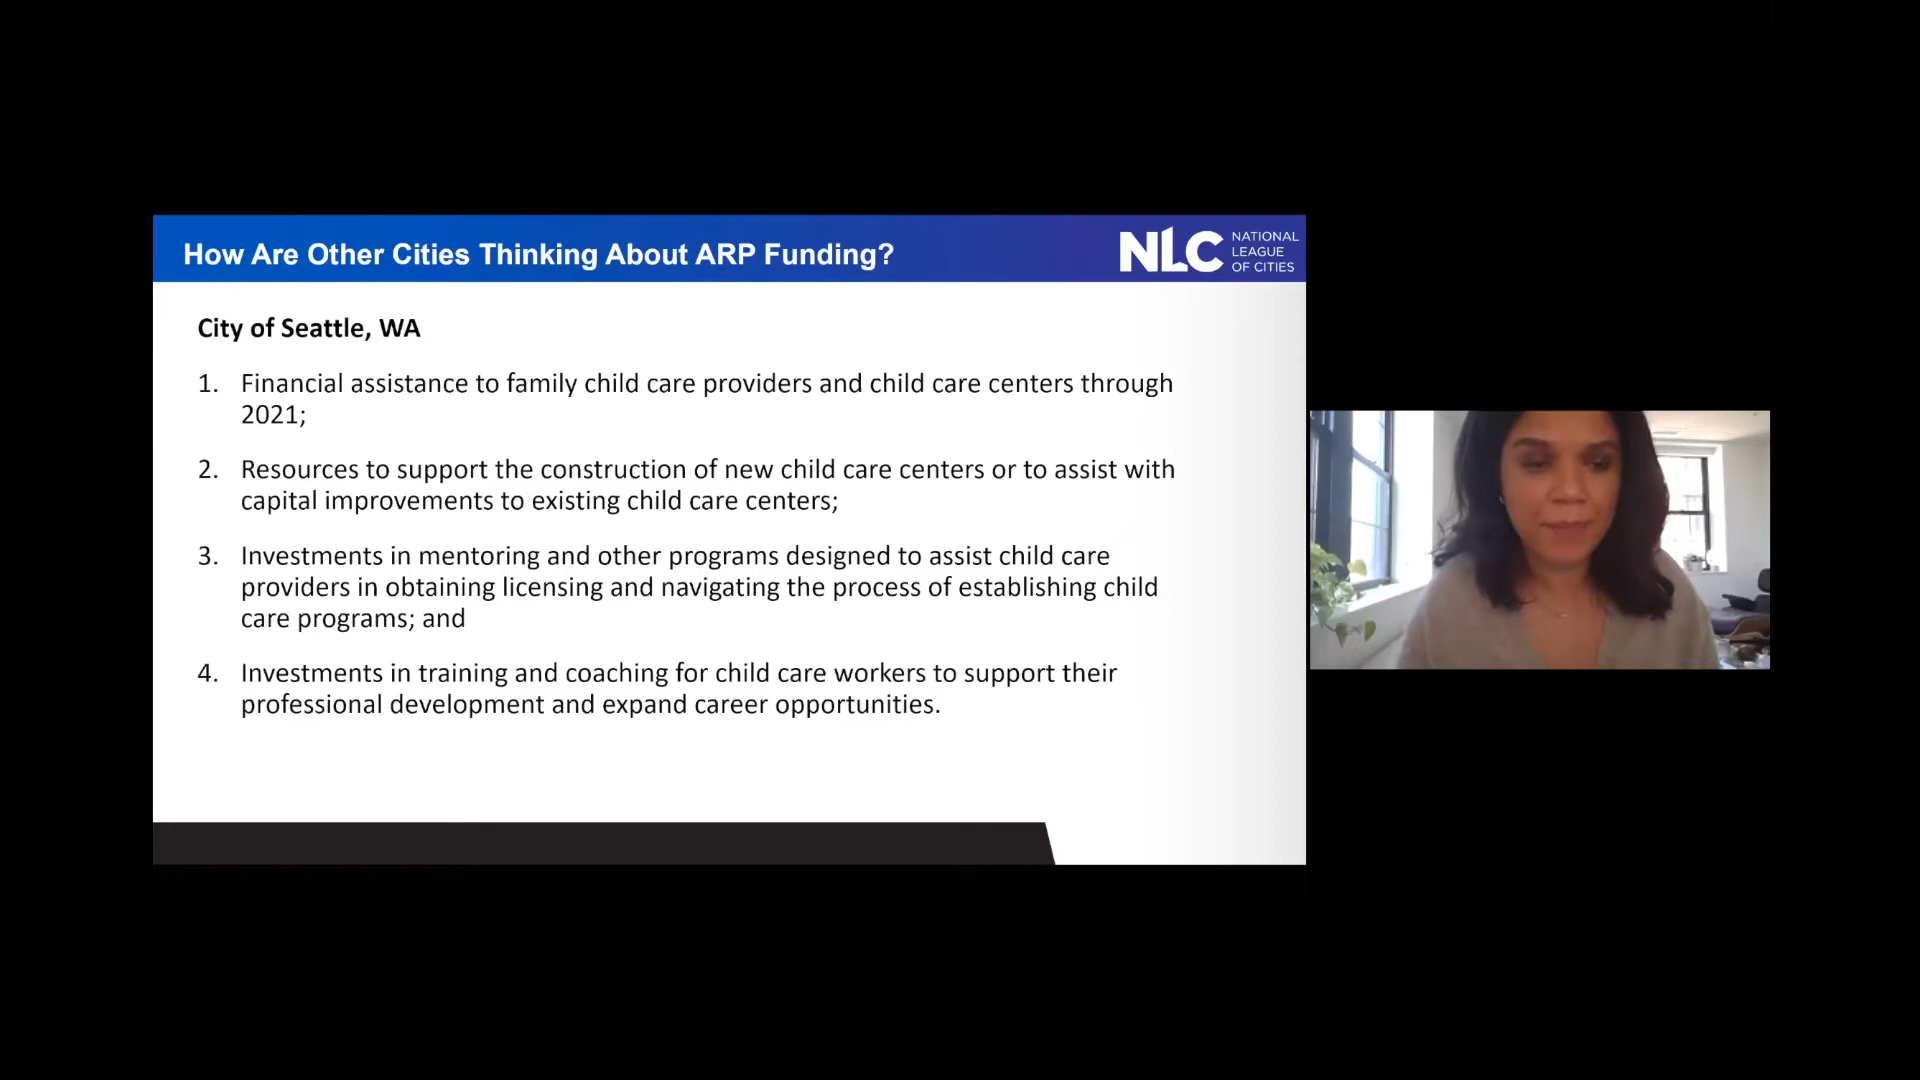 How Are Other Cities Thinking About ARP Funding?
NLC NATIONAL
LEAGUE
OF CITIES
City of Seattle, WA
1. Financial assistance to family child care providers and child care centers through
2021;
2. Resources to support the construction of new child care centers or to assist with
capital improvements to existing child care centers;
3. Investments in mentoring and other programs designed to assist child care
providers in obtaining licensing and navigating the process of establishing child
care programs; and
4. Investments in training and coaching for child care workers to support their
professional development and expand career opportunities.